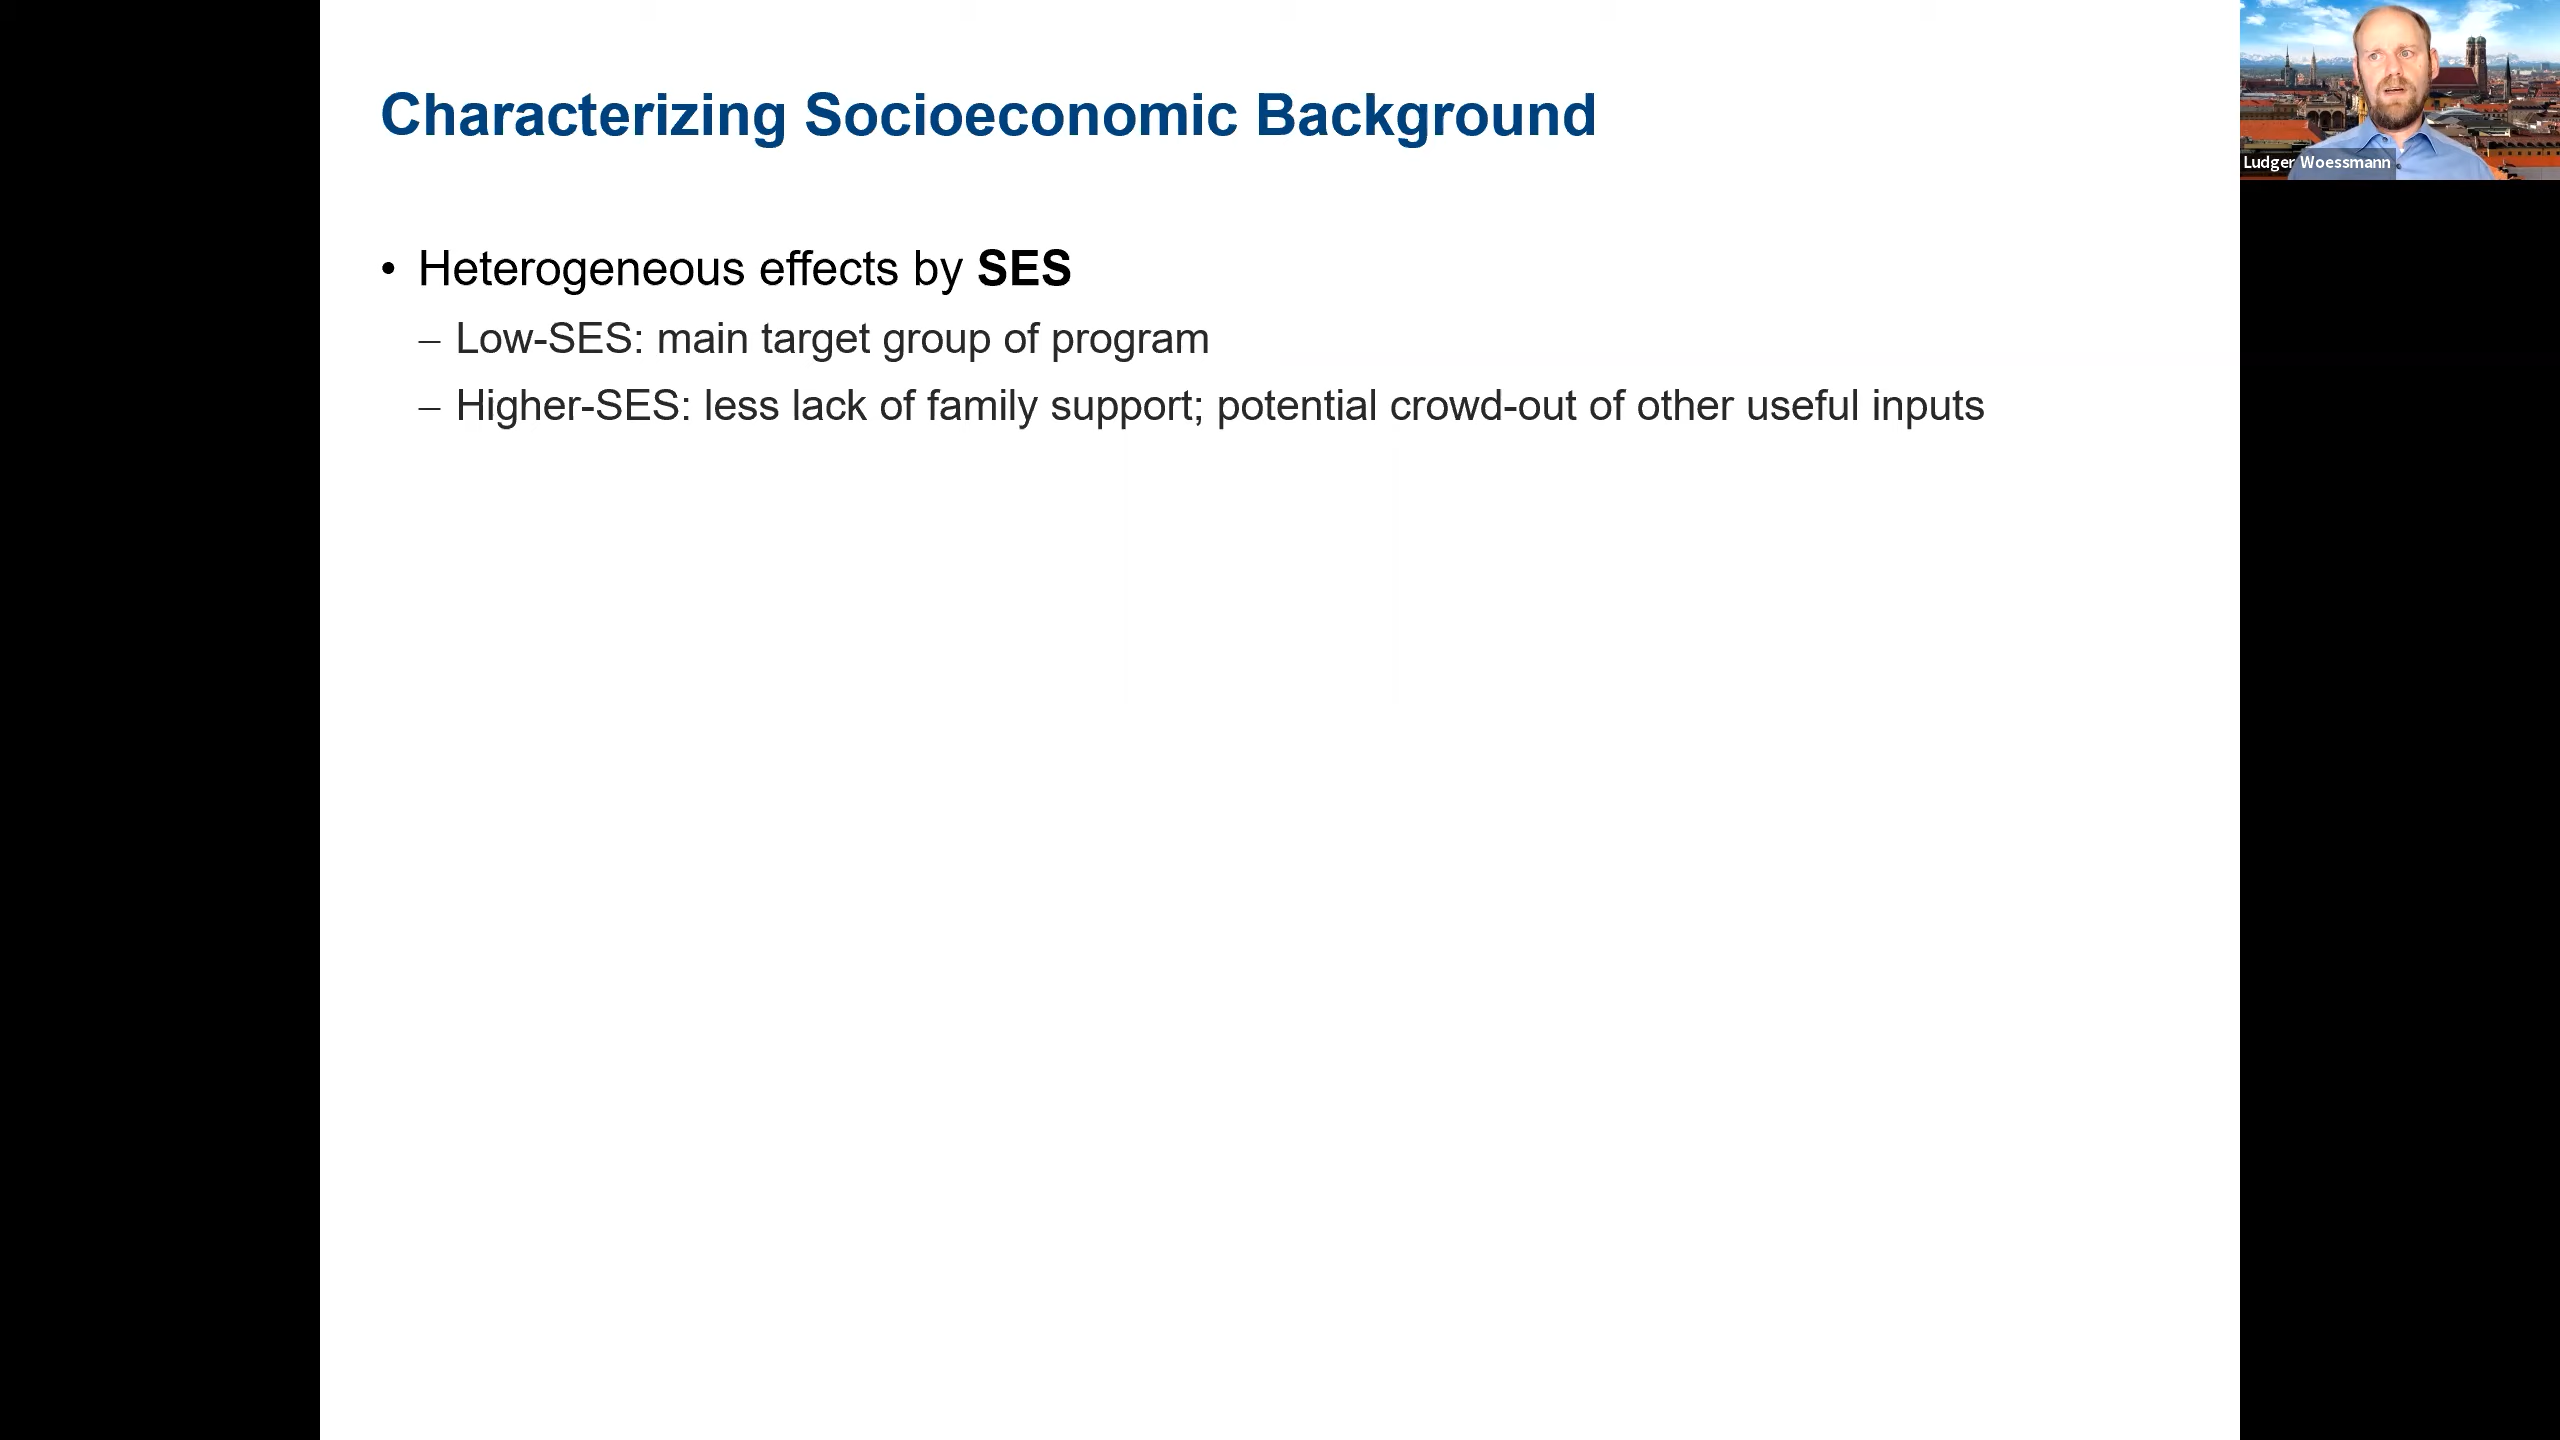 Characterizing Socioeconomic Background
Ludger Woessmann
• Heterogeneous effects by SES
– Low-SES: main target group of program
– Higher-SES: less lack of family support; potential crowd-out of other useful inputs